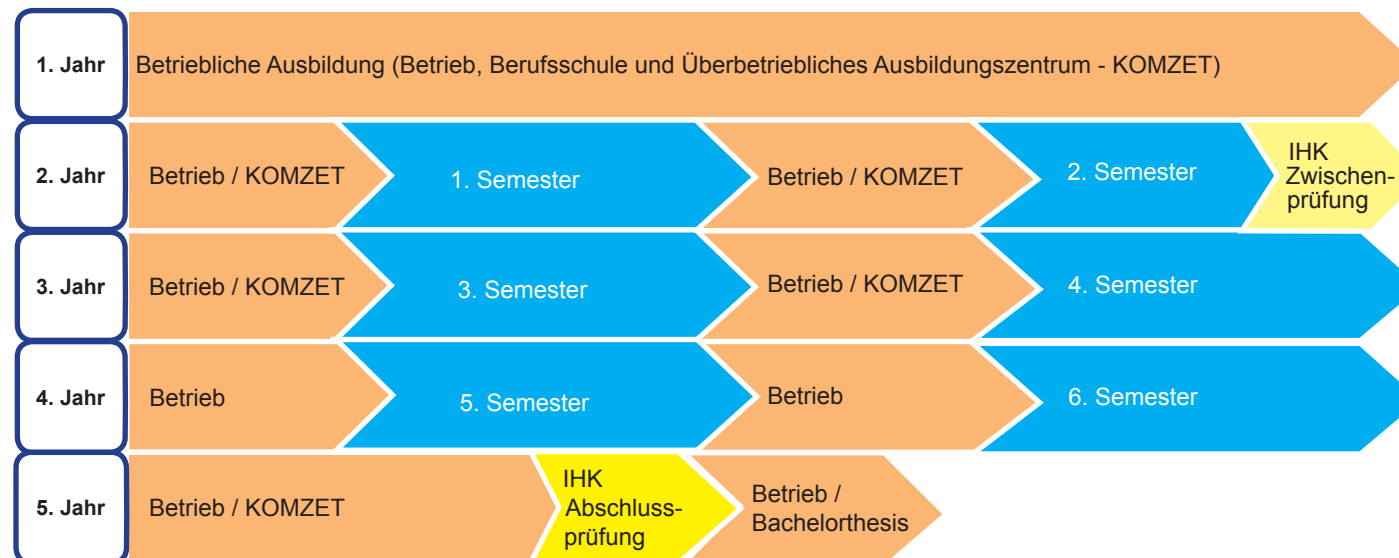 1. Jahr
Betriebliche Ausbildung (Betrieb, Berufsschule und Überbetriebliches Ausbildungszentrum - KOMZET)
2. Jahr
Betrieb / KOMZET
1. Semester
Betrieb / KOMZET
2. Semester
IHK
Zwischen-
prüfung
3. Jahr
Betrieb / KOMZET
3. Semester
Betrieb / KOMZET
4. Semester
4. Jahr
Betrieb
5. Semester
Betrieb
6. Semester
5. Jahr
Betrieb / KOMZET
IHK
Abschluss-
prüfung
Betrieb /
Bachelorthesis